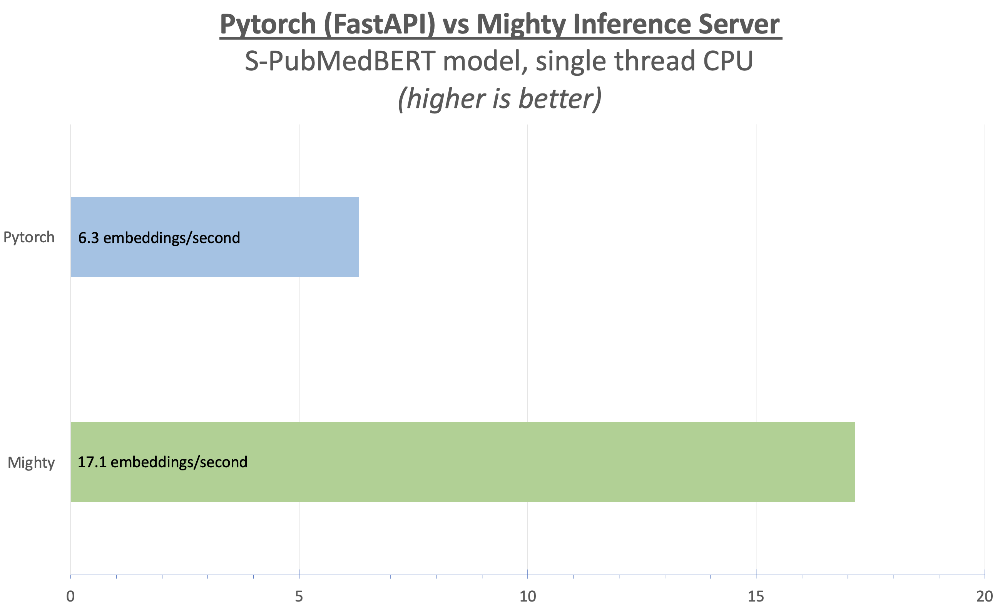 Pytorch (FastAPI) vs Mighty Inference Server
S-PubMedBERT model, single thread CPU
(higher is better)
Pytorch
6.3 embeddings/second
Mighty
17.1 embeddings/second
0 5 10 15 20